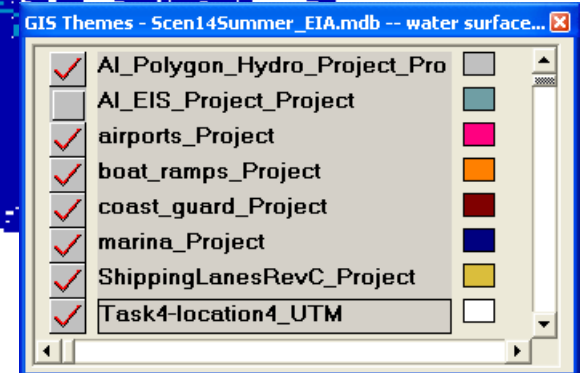 GIS Themes - Scen14Summer_EIA.mdb -- water surface...
AI_Polygon_Hydro_Project_Pro
AI_EIS_Project_Project
airports_Project
boat_ramps_Project
coast_guard_Project
marina_Project
ShippingLanesRevC_Project
Task4-location4_UTM